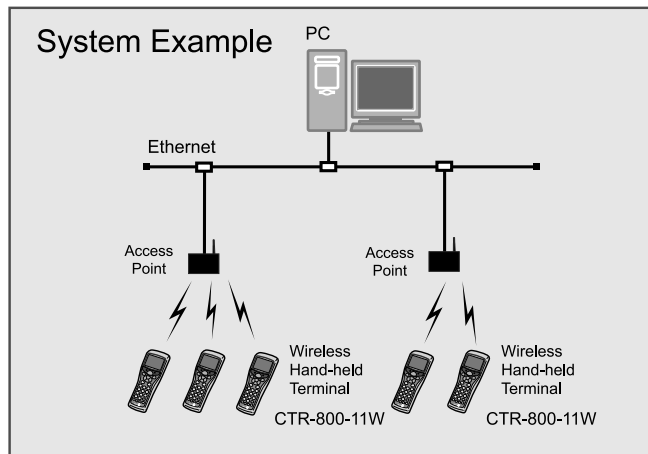 System Example
PC
Ethernet
Access
Point
Access
Point
Wireless
Hand-held
Terminal
CTR-800-11W
Wireless
Hand-held
Terminal
CTR-800-11W